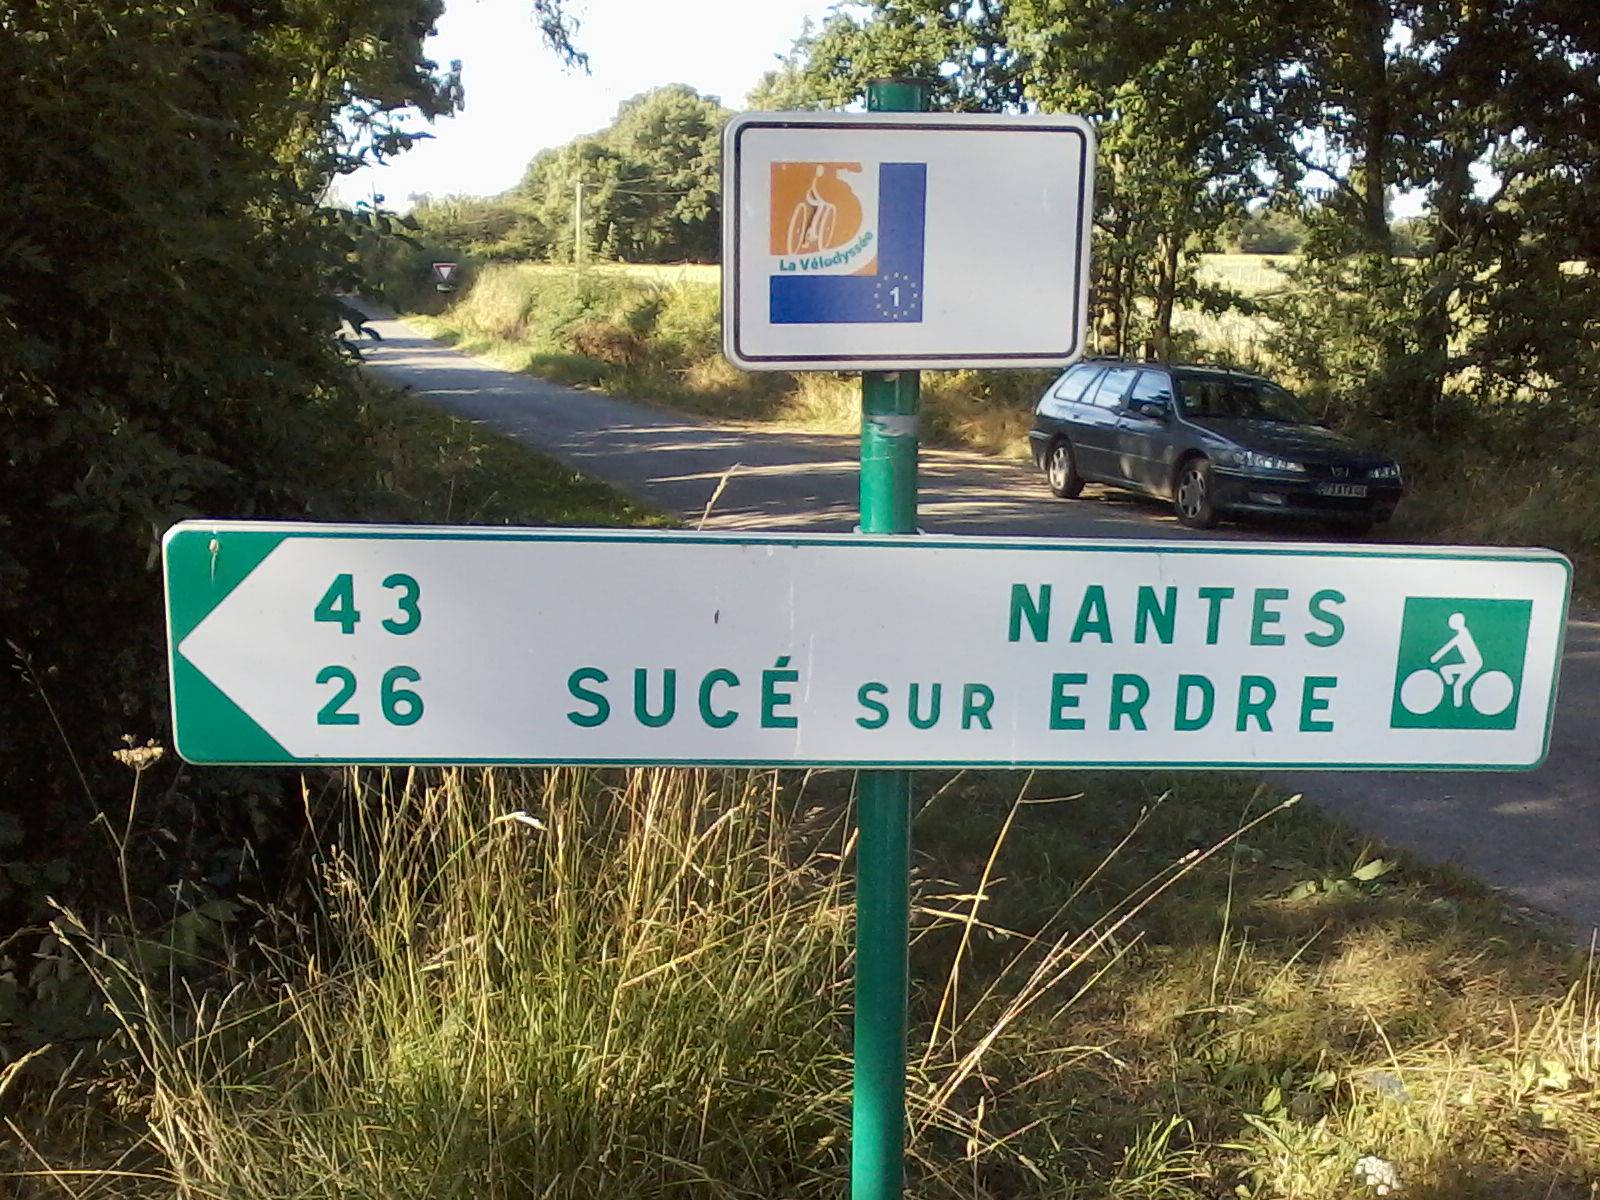 La Vélodyssée
1
43 NANTES
26 SUCÉ SUR ERDRE